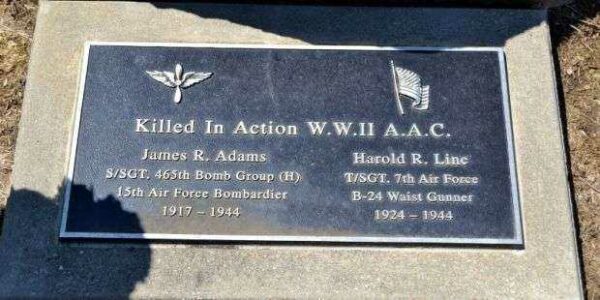 Killed In Action W.W.II A.A.C.
James R. Adams
S/SGT. 465th Bomb Group (H)
15th Air Force Bombardier
1917 – 1944
Harold R. Line
T/SGT. 7th Air Force
B-24 Waist Gunner
1924 – 1944